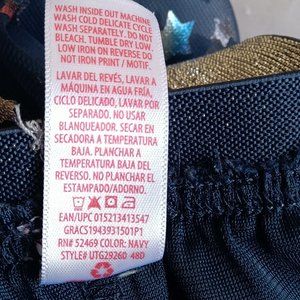 WASH INSIDE OUT MACHINE
WASH COLD DELICATE CYCLE
WASH SEPARATELY. DO NOT
BLEACH. TUMBLE DRY LOW.
LOW IRON ON REVERSE DO
NOT IRON PRINT / MOTIF.
LAVAR DEL REVÉS, LAVAR A
MÁQUINA EN AGUA FRÍA,
CICLO DELICADO, LAVAR POR
SEPARADO. NO USAR
BLANQUEADOR. SECAR EN
SECADORA A TEMPERATURA
BAJA. PLANCHAR A
TEMPERATURA BAJA DEL
REVERSO. NO PLANCHAR EL
ESTAMPADO/ADORNO.
EAN/UPC 015213413547
GRACS1943931501P1
RN# 52469 COLOR: NAVY
STYLE# UTG29260 48D